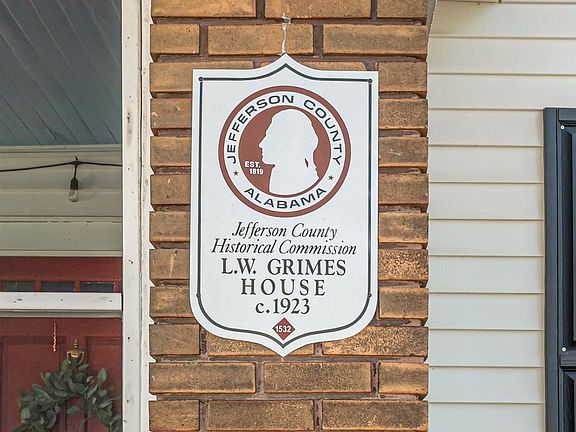 JEFFERSON COUNTY
EST.
1819
ALABAMA
Jefferson County
Historical Commission
L.W. GRIMES
HOUSE
c.1923
1532